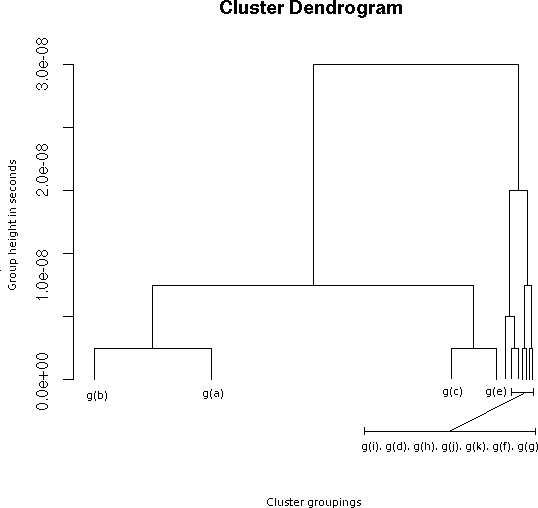 Cluster Dendrogram
Group height in seconds
3.0e-08
2.0e-08
1.0e-08
0.0e+00
g(b)
g(a)
g(c)
g(e)
g(i). g(d). g(h). g(j). g(k). g(f). g(g)
Cluster groupings